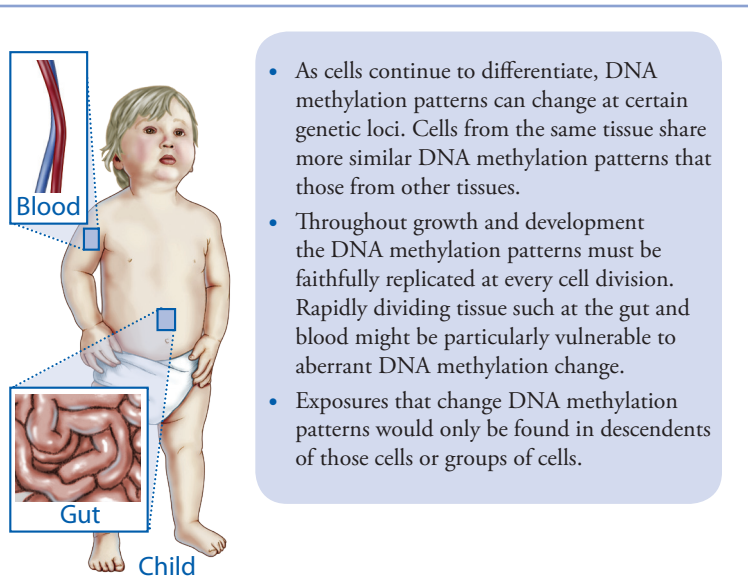 Blood
Gut
Child
• As cells continue to differentiate, DNA
methylation patterns can change at certain
genetic loci. Cells from the same tissue share
more similar DNA methylation patterns that
those from other tissues.
• Throughout growth and development
the DNA methylation patterns must be
faithfully replicated at every cell division.
Rapidly dividing tissue such at the gut and
blood might be particularly vulnerable to
aberrant DNA methylation change.
• Exposures that change DNA methylation
patterns would only be found in descendents
of those cells or groups of cells.